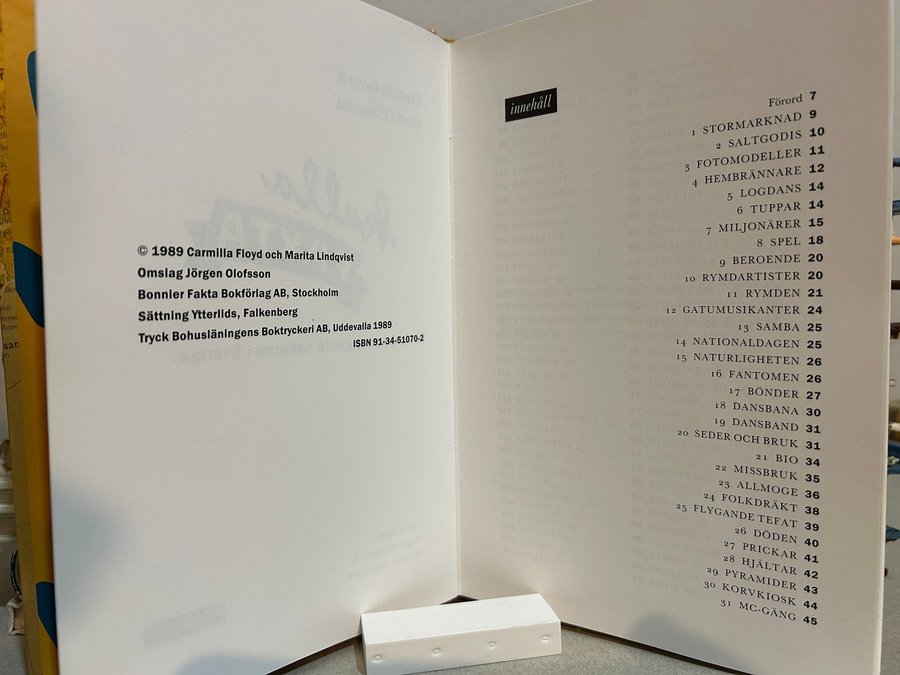 © 1989 Carmilla Floyd och Marita Lindqvist
Omslag Jörgen Olofsson
Bonnier Fakta Bokförlag AB, Stockholm
Sättning Ytterlids, Falkenberg
Tryck Bohusläningens Boktryckeri AB, Uddevalla 1989
ISBN 91-34-51070-2
innehåll
Förord 7
1 STORMARKNAD 9
2 SALTGODIS 10
3 FOTOMODELLER 11
4 HEMBRÄNNARE 12
5 LOGDANS 14
6 TUPPAR 14
7 MILJONÄRER 15
8 SPEL 18
9 BEROENDE 20
10 RYMDARTISTER 20
11 RYMDEN 21
12 GATUMUSIKANTER 24
13 SAMBA 25
14 NATIONALDAGEN 25
15 NATURLIGHETEN 26
16 FANTOMEN 26
17 BÖNDER 27
18 DANSBANA 30
19 DANSBAND 31
20 SEDER OCH BRUK 31
21 BIO 34
22 MISSBRUK 35
23 ALLMOGE 36
24 FOLKDRÄKT 38
25 FLYGANDE TEFAT 39
26 DÖDEN 40
27 PRICKAR 41
28 HJÄLTAR 42
29 PYRAMIDER 43
30 KORVKIOSK 44
31 MC-GÄNG 45